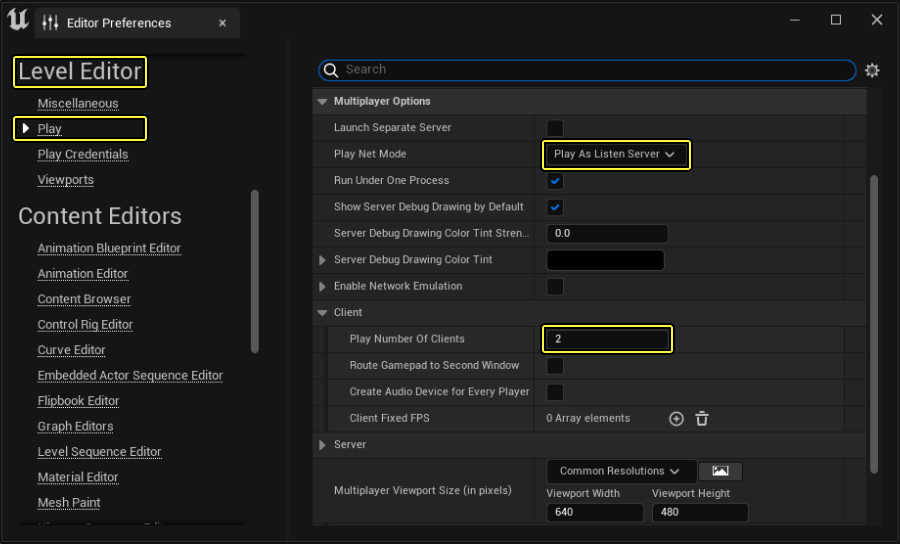 Editor Preferences
Level Editor
Miscellaneous
Play
Play Credentials
Viewports
Content Editors
Animation Blueprint Editor
Animation Editor
Content Browser
Control Rig Editor
Curve Editor
Embedded Actor Sequence Editor
Flipbook Editor
Graph Editors
Level Sequence Editor
Material Editor
Mesh Paint
Search
Multiplayer Options
Launch Separate Server
Play Net Mode Play As Listen Server
Run Under One Process
Show Server Debug Drawing by Default
Server Debug Drawing Color Tint Stren... 0.0
Server Debug Drawing Color Tint
Enable Network Emulation
Client
Play Number Of Clients 2
Route Gamepad to Second Window
Create Audio Device for Every Player
Client Fixed FPS 0 Array elements
Server
Common Resolutions
Multiplayer Viewport Size (in pixels)
Viewport Width Viewport Height
640 480